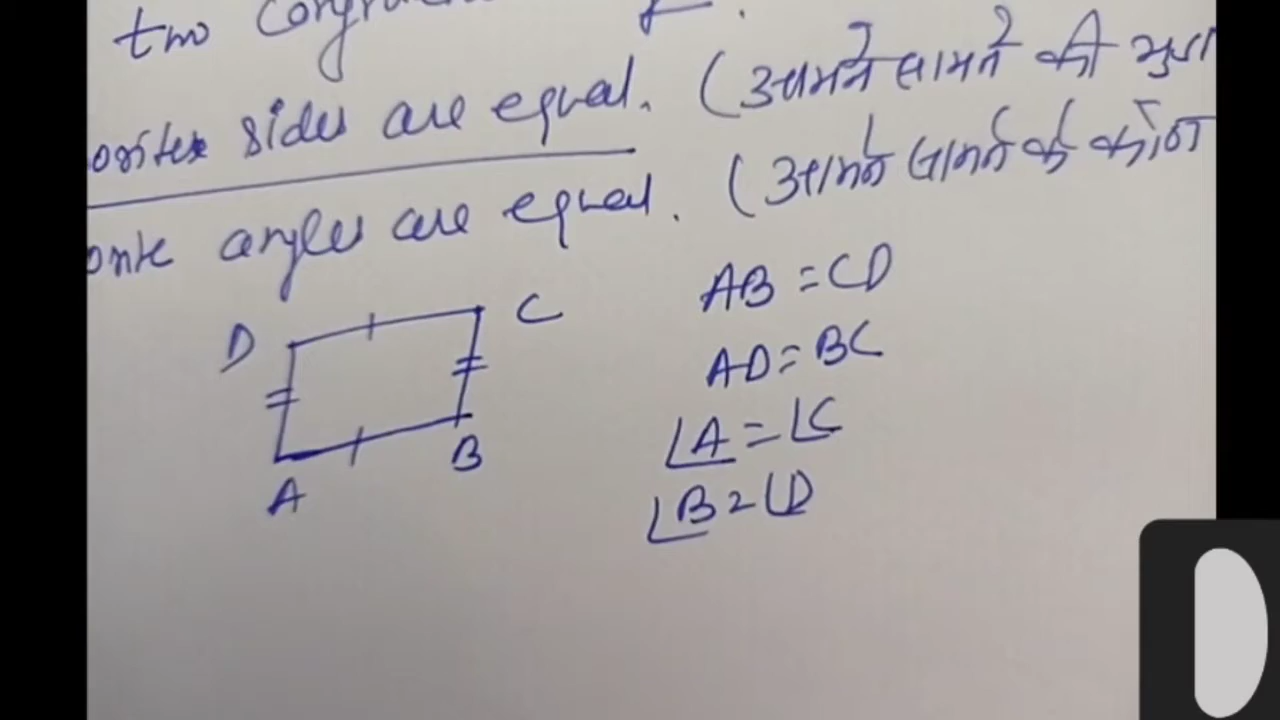 two
sides are equal. (आमने सामने की
angles are equal. (आमने सामने के कोण
D C
A B
AB = CD
AD = BC
∠A = ∠C
∠B = ∠D